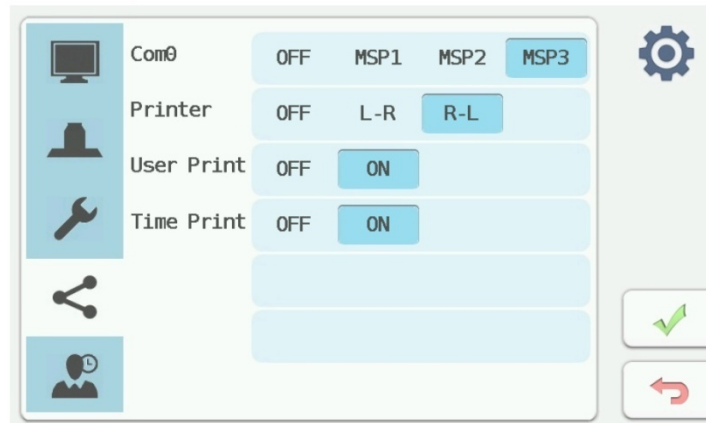 Com0 OFF MSP1 MSP2 MSP3
Printer OFF L-R R-L
User Print OFF ON
Time Print OFF ON